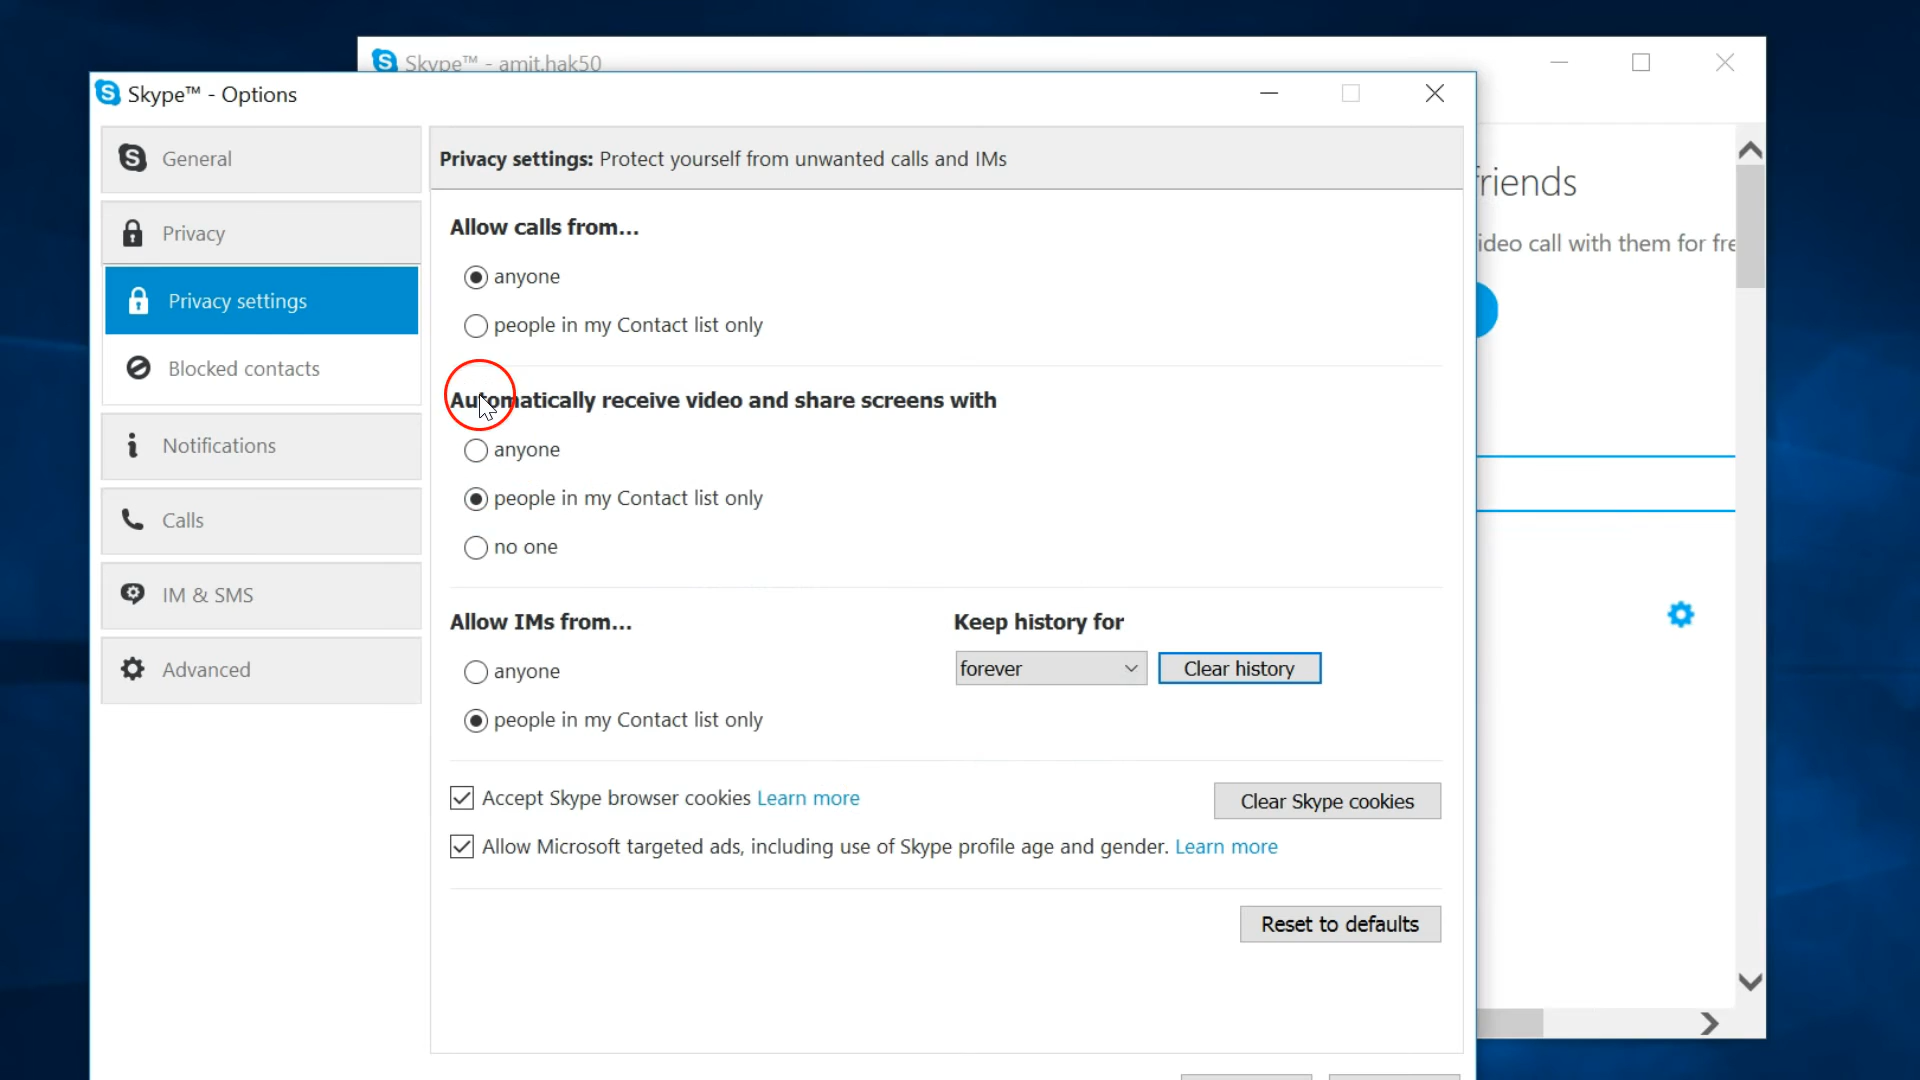 Skype™ - amit.hak50
Skype™ - Options
General
Privacy
Privacy settings
Blocked contacts
Notifications
Calls
IM & SMS
Advanced
Privacy settings: Protect yourself from unwanted calls and IMs
Allow calls from...
anyone
people in my Contact list only
Automatically receive video and share screens with
anyone
people in my Contact list only
no one
Allow IMs from...
anyone
people in my Contact list only
Keep history for
forever
Clear history
Accept Skype browser cookies Learn more
Clear Skype cookies
Allow Microsoft targeted ads, including use of Skype profile age and gender. Learn more
Reset to defaults
friends
call with them for